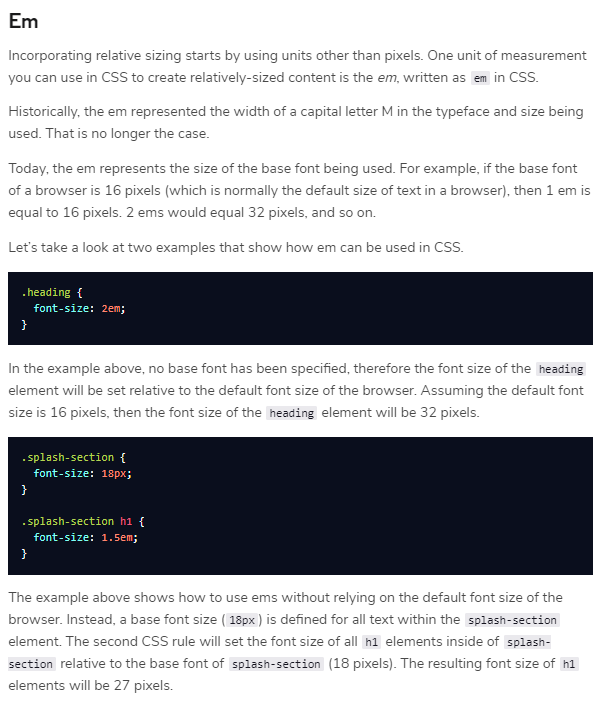 Em
Incorporating relative sizing starts by using units other than pixels. One unit of measurement
you can use in CSS to create relatively-sized content is the em, written as em in CSS.
Historically, the em represented the width of a capital letter M in the typeface and size being
used. That is no longer the case.
Today, the em represents the size of the base font being used. For example, if the base font
of a browser is 16 pixels (which is normally the default size of text in a browser), then 1 em is
equal to 16 pixels. 2 ems would equal 32 pixels, and so on.
Let's take a look at two examples that show how em can be used in CSS.
.heading {
  font-size: 2em;
}
In the example above, no base font has been specified, therefore the font size of the heading
element will be set relative to the default font size of the browser. Assuming the default font
size is 16 pixels, then the font size of the heading element will be 32 pixels.
.splash-section {
  font-size: 18px;
}
.splash-section h1 {
  font-size: 1.5em;
}
The example above shows how to use ems without relying on the default font size of the
browser. Instead, a base font size (18px) is defined for all text within the splash-section
element. The second CSS rule will set the font size of all h1 elements inside of splash-
section relative to the base font of splash-section (18 pixels). The resulting font size of h1
elements will be 27 pixels.